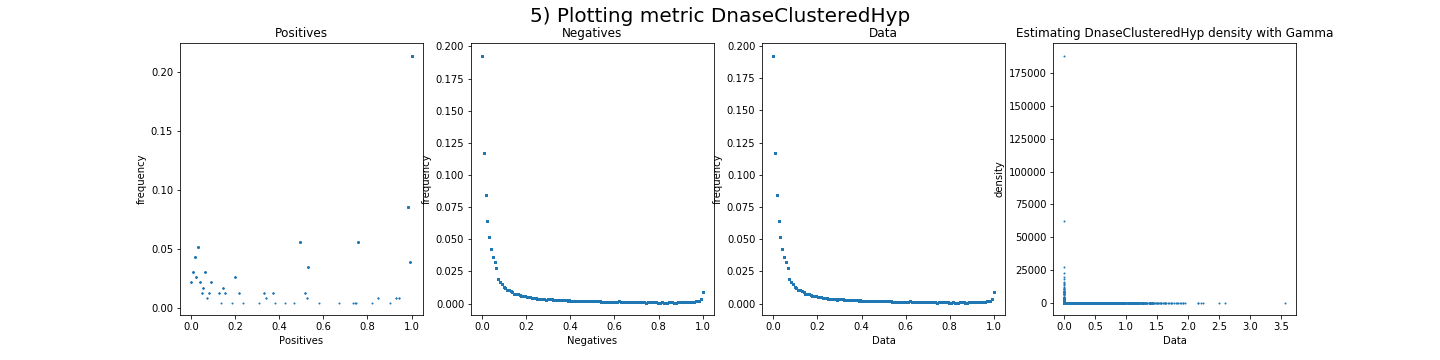 5) Plotting metric DnaseClusteredHyp
Positives
frequency
0.20
0.15
0.10
0.05
0.00
0.0 0.2 0.4 0.6 0.8 1.0
Positives
Negatives
frequency
0.200
0.175
0.150
0.125
0.100
0.075
0.050
0.025
0.000
0.0 0.2 0.4 0.6 0.8 1.0
Negatives
Data
frequency
0.200
0.175
0.150
0.125
0.100
0.075
0.050
0.025
0.000
0.0 0.2 0.4 0.6 0.8 1.0
Data
Estimating DnaseClusteredHyp density with Gamma
density
175000
150000
125000
100000
75000
50000
25000
0
0.0 0.5 1.0 1.5 2.0 2.5 3.0 3.5
Data